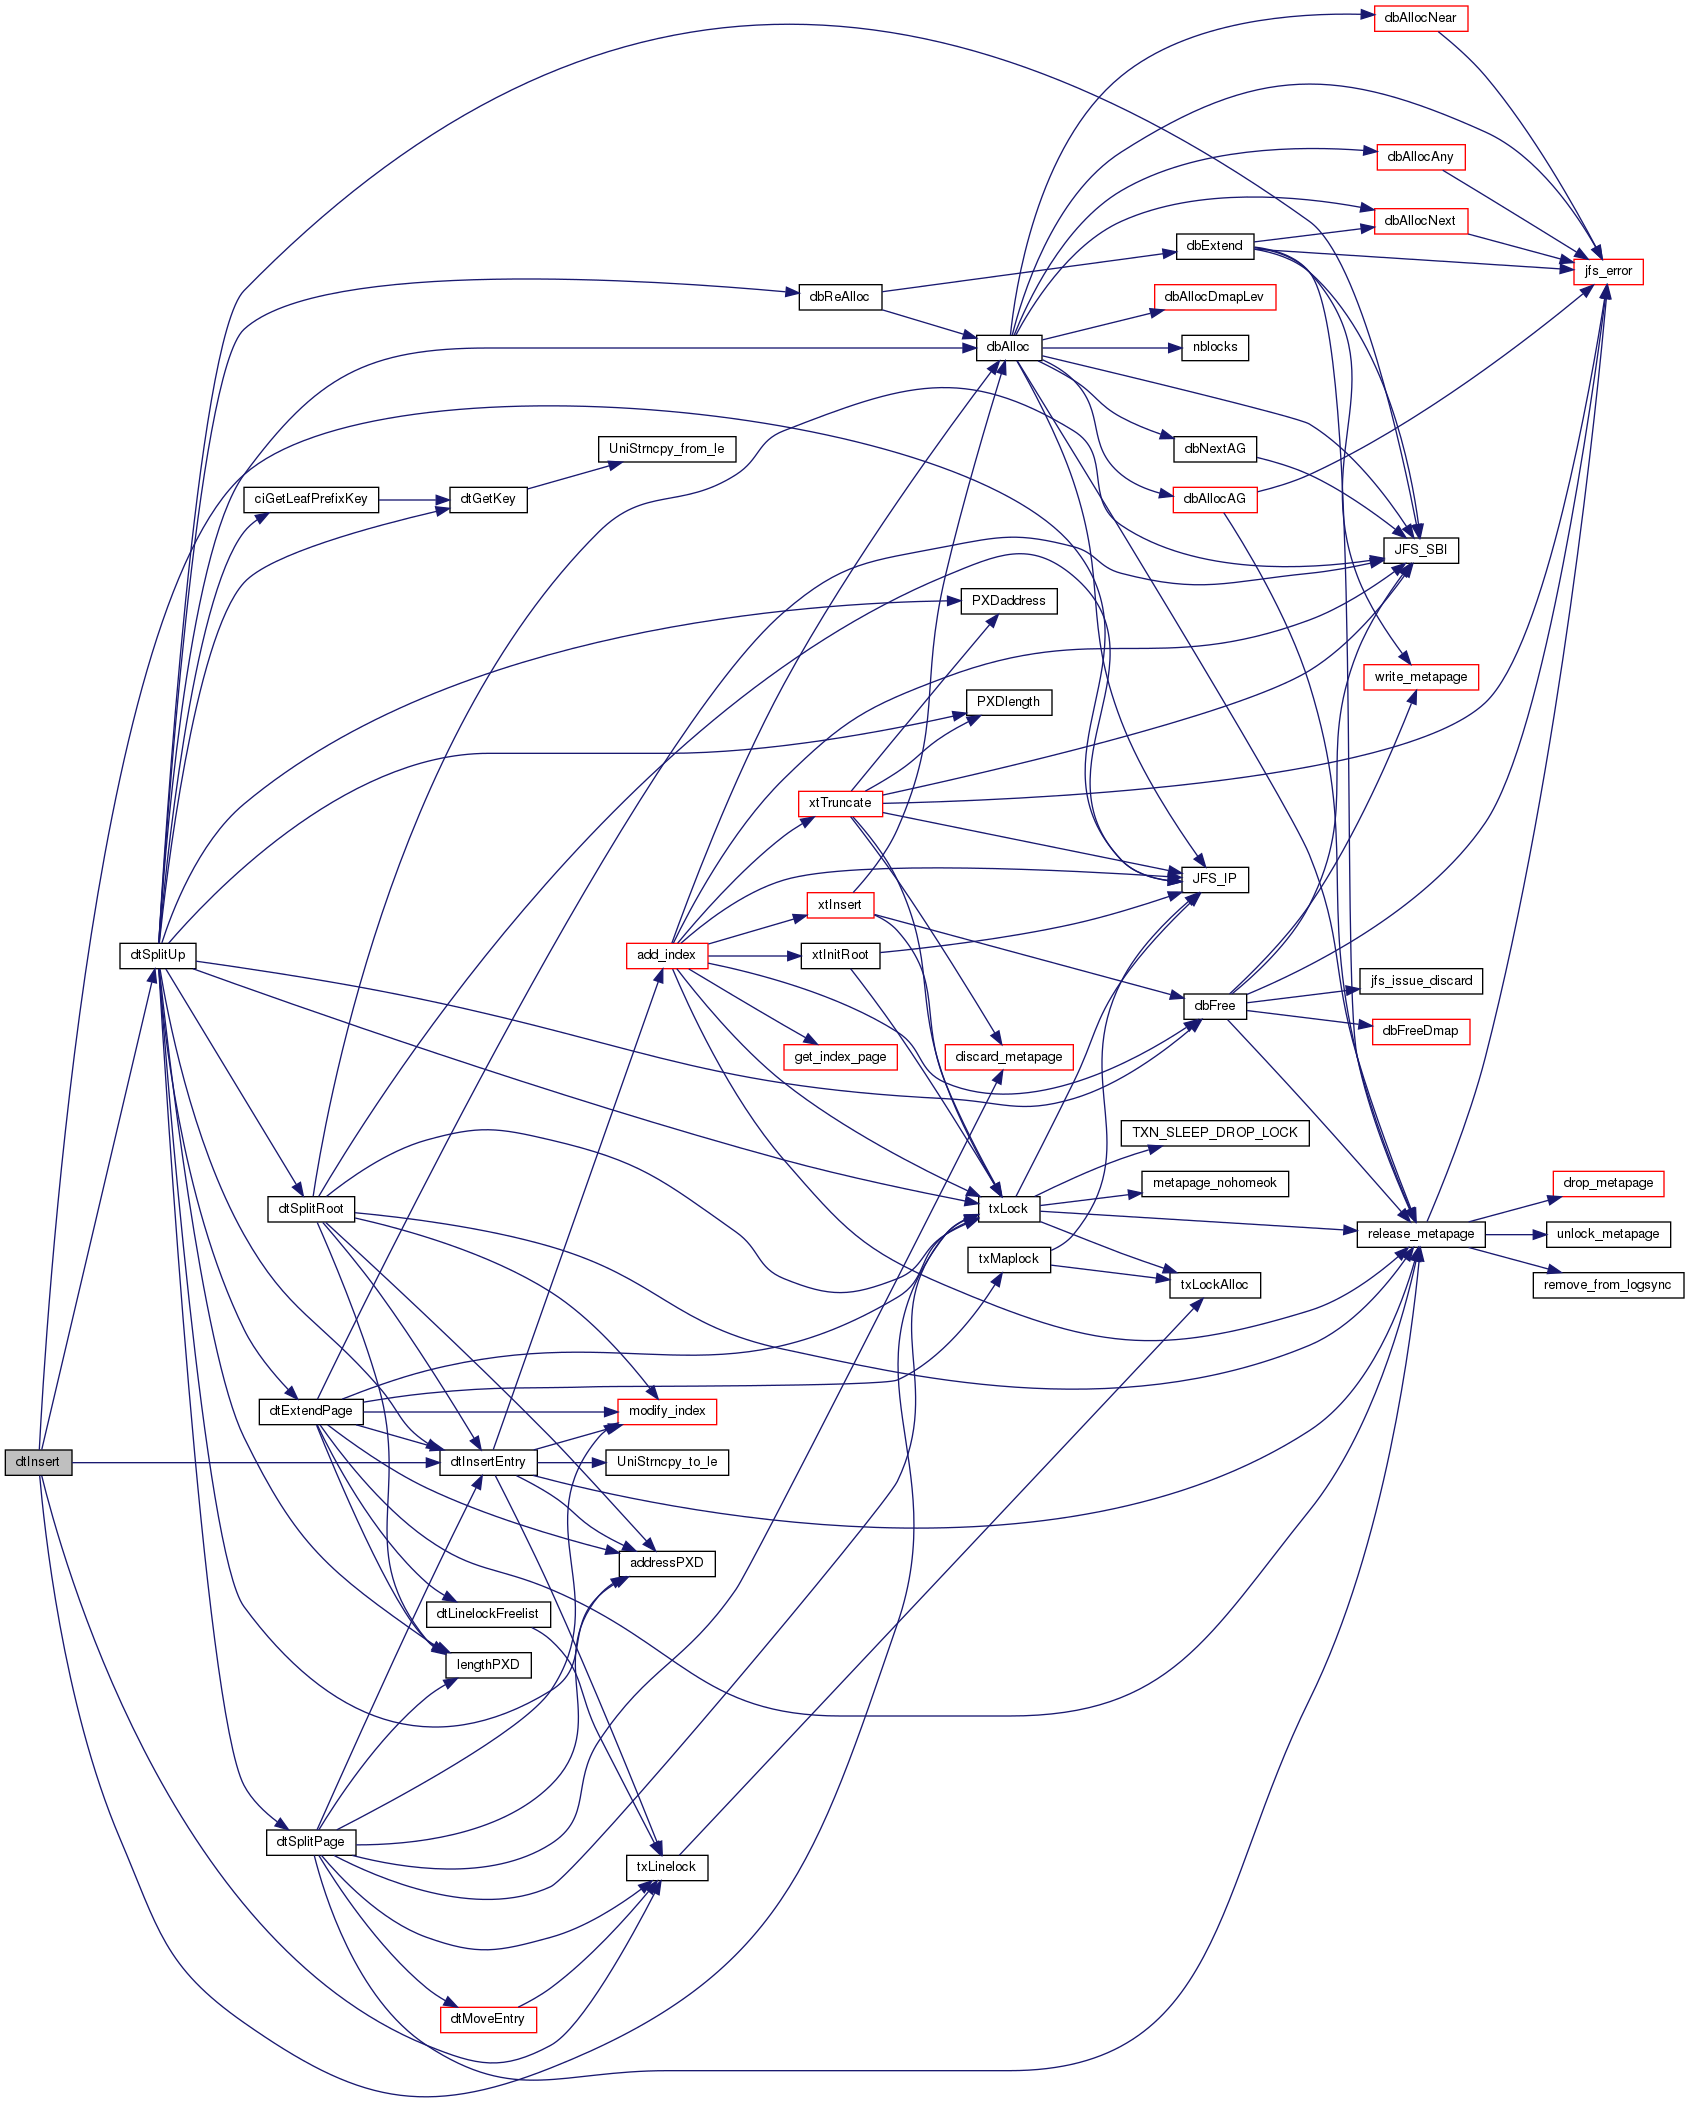 dbAllocNear
dbAllocAny
dbAllocNext
dbExtend
jfs_error
dbReAlloc
dbAllocDmapLev
dbAlloc
nblocks
dbNextAG
UniStrncpy_from_le
ciGetLeafPrefixKey
dtGetKey
dbAllocAG
JFS_SBI
PXDaddress
write_metapage
PXDlength
xtTruncate
JFS_IP
xtInsert
dtSplitUp
add_index
xtInitRoot
jfs_issue_discard
dbFree
dbFreeDmap
get_index_page
discard_metapage
TXN_SLEEP_DROP_LOCK
metapage_nohomeok
drop_metapage
dtSplitRoot
txLock
release_metapage
unlock_metapage
txMaplock
txLockAlloc
remove_from_logsync
dtExtendPage
modify_index
dtInsert
dtInsertEntry
UniStrncpy_to_le
addressPXD
dtLinelockFreelist
lengthPXD
dtSplitPage
txLinelock
dtMoveEntry